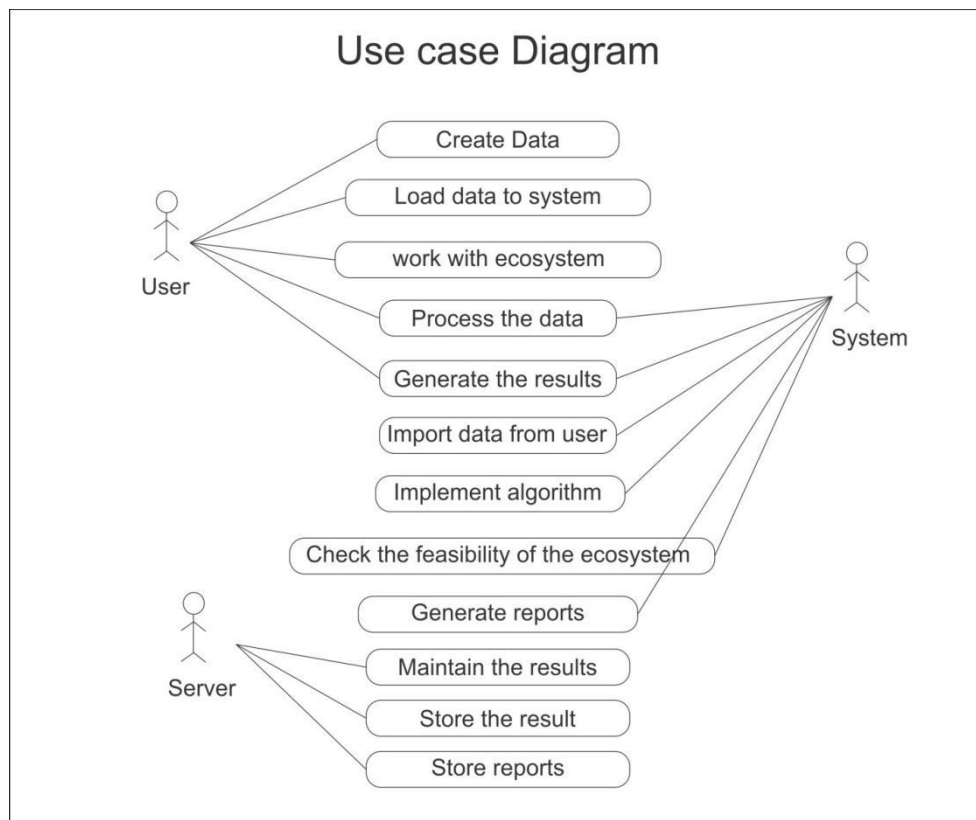 Use case Diagram
Create Data
Load data to system
work with ecosystem
User
Process the data
System
Generate the results
Import data from user
Implement algorithm
Check the feasibility of the ecosystem
Generate reports
Maintain the results
Server
Store the result
Store reports